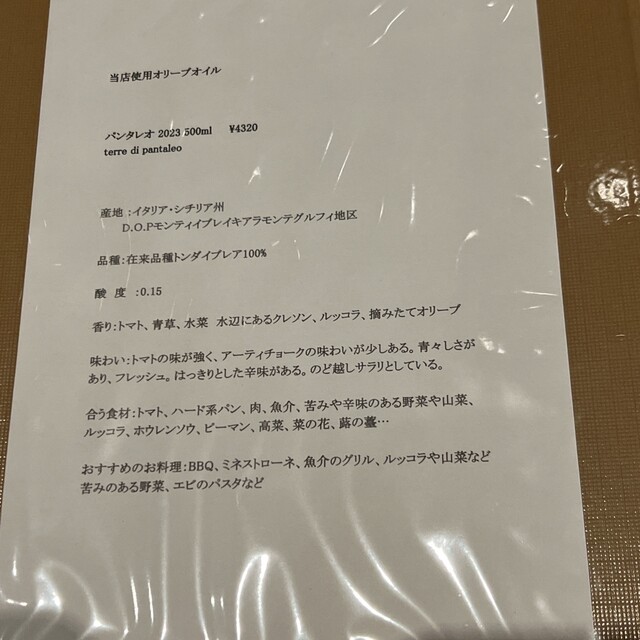 当店使用オリーブオイル
パンタレオ 2023 500ml ¥4320
terre di pantaleo
産地 :イタリア・シチリア州
D.O.Pモンティイブレイキアラモンテグルフィ地区
品種:在来品種トンダイブレア100%
酸 度 :0.15
香り:トマト、青草、水菜 水辺にあるクレソン、ルッコラ、摘みたてオリーブ
味わい:トマトの味が強く、アーティチョークの味わいが少しある。青々しさが
あり、フレッシュ。はっきりとした辛味がある。のど越しサラリとしている。
合う食材:トマト、ハード系パン、肉、魚介、苦みや辛味のある野菜や山菜、
ルッコラ、ホウレンソウ、ピーマン、高菜、菜の花、蕗の薹…
おすすめのお料理:BBQ、ミネストローネ、魚介のグリル、ルッコラや山菜など
苦みのある野菜、エビのパスタなど